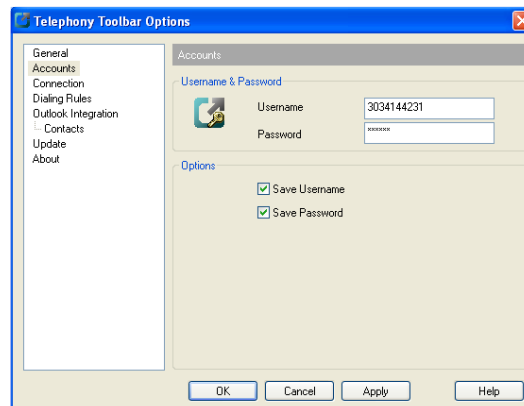 Telephony Toolbar Options
General
Accounts
Connection
Dialing Rules
Outlook Integration
Contacts
Update
About
Accounts
Username & Password
Username
3034144231
Password
××××××
Options
Save Username
Save Password
OK
Cancel
Apply
Help